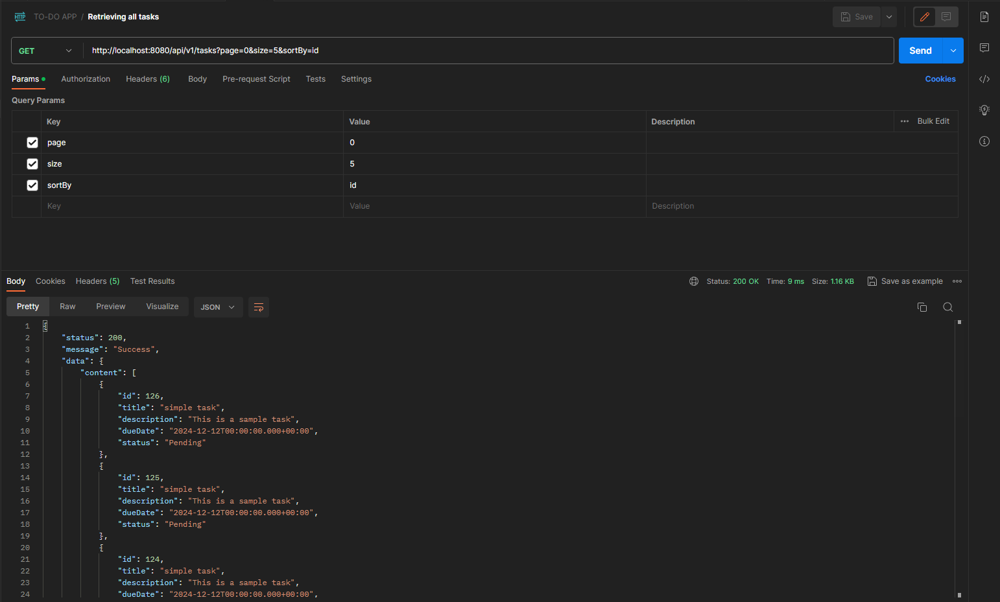 HTTP TO-DO APP / Retrieving all tasks Save
GET http://localhost:8080/api/v1/tasks?page=0&size=5&sortBy=id Send
Params Authorization Headers (6) Body Pre-request Script Tests Settings Cookies
Query Params
Key Value Description ••• Bulk Edit
page 0
size 5
sortBy id
Key Value Description
Body Cookies Headers (5) Test Results Status: 200 OK Time: 9 ms Size: 1.16 KB Save as example
Pretty Raw Preview Visualize JSON
1 {
2 "status": 200,
3 "message": "Success",
4 "data": {
5 "content": [
6 {
7 "id": 126,
8 "title": "simple task",
9 "description": "This is a sample task",
10 "dueDate": "2024-12-12T00:00:00.000+00:00",
11 "status": "Pending"
12 },
13 {
14 "id": 125,
15 "title": "simple task",
16 "description": "This is a sample task",
17 "dueDate": "2024-12-12T00:00:00.000+00:00",
18 "status": "Pending"
19 },
20 {
21 "id": 124,
22 "title": "simple task",
23 "description": "This is a sample task",
24 "dueDate": "2024-12-12T00:00:00.000+00:00",